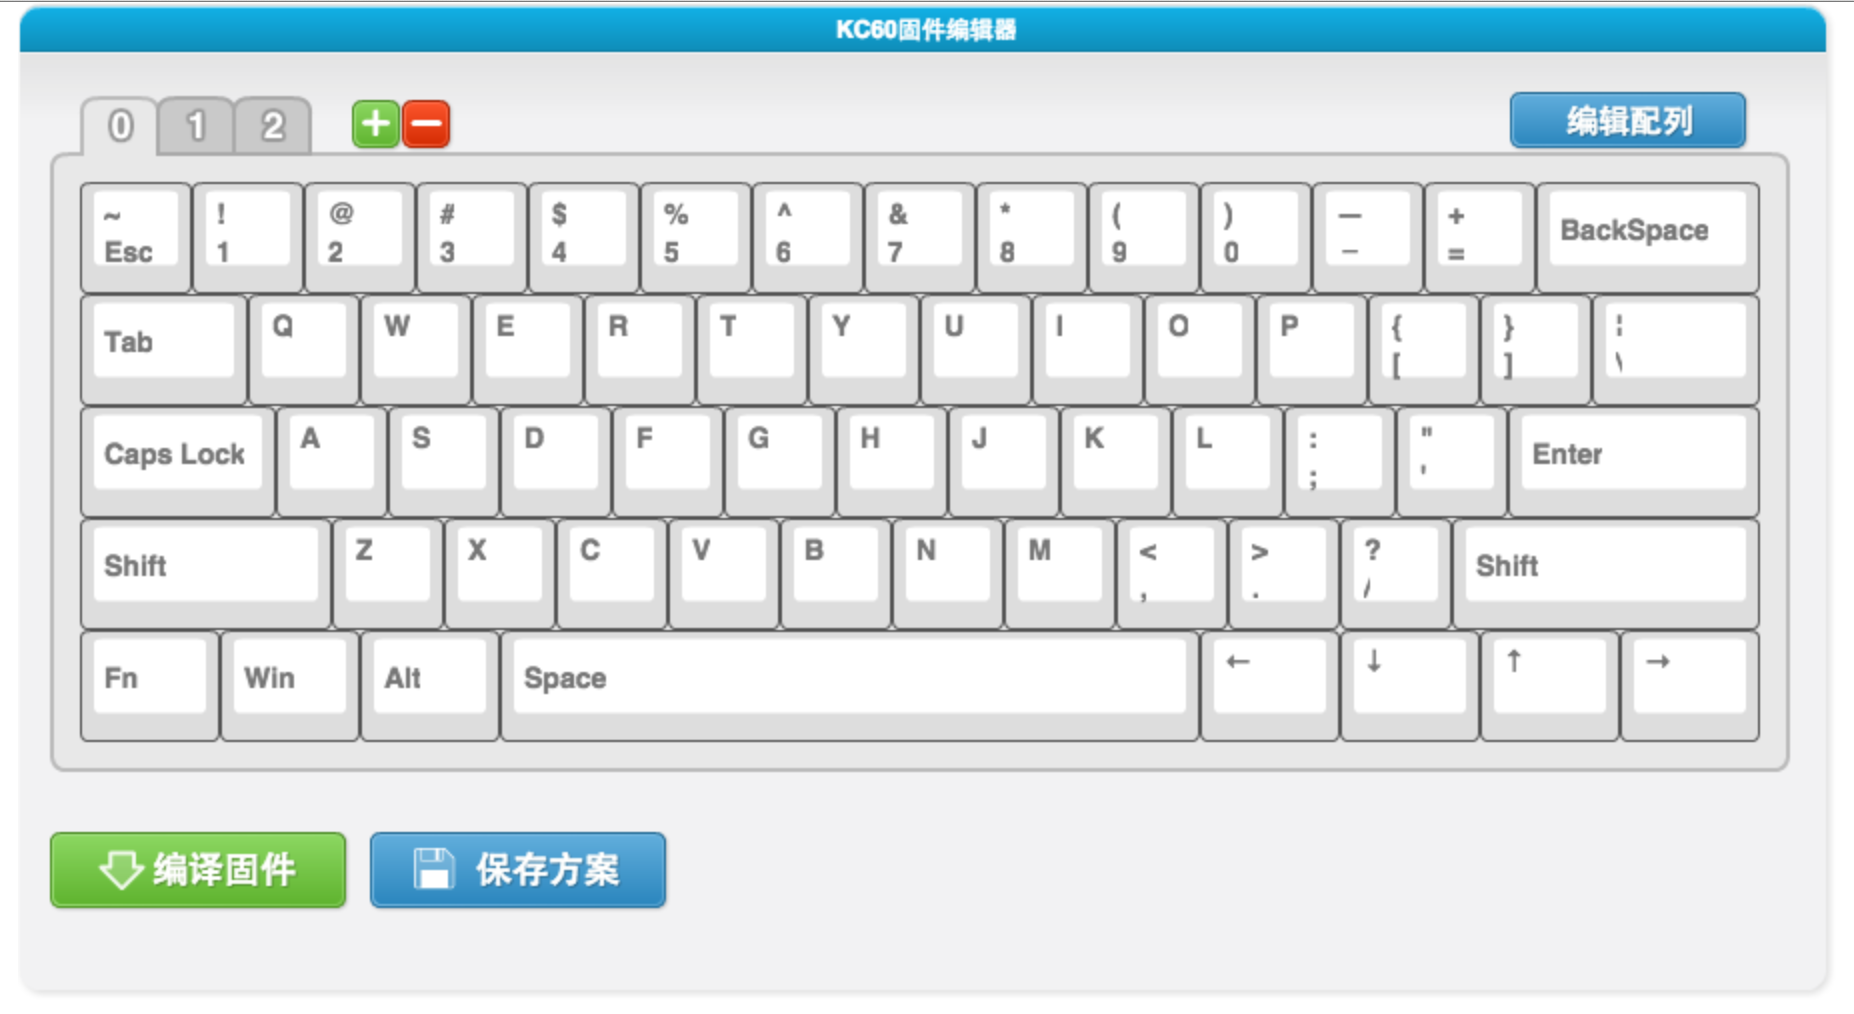 KC60固件编辑器
0 1 2 + − 编辑配列
~ ! @ # $ % ^ & * ( ) — + BackSpace
Esc 1 2 3 4 5 6 7 8 9 0 – =
Tab Q W E R T Y U I O P { } ¦
[ ] \
Caps Lock A S D F G H J K L : " Enter
; '
Shift Z X C V B N M < > ? Shift
, . /
Fn Win Alt Space ← ↓ ↑ →
编译固件 保存方案